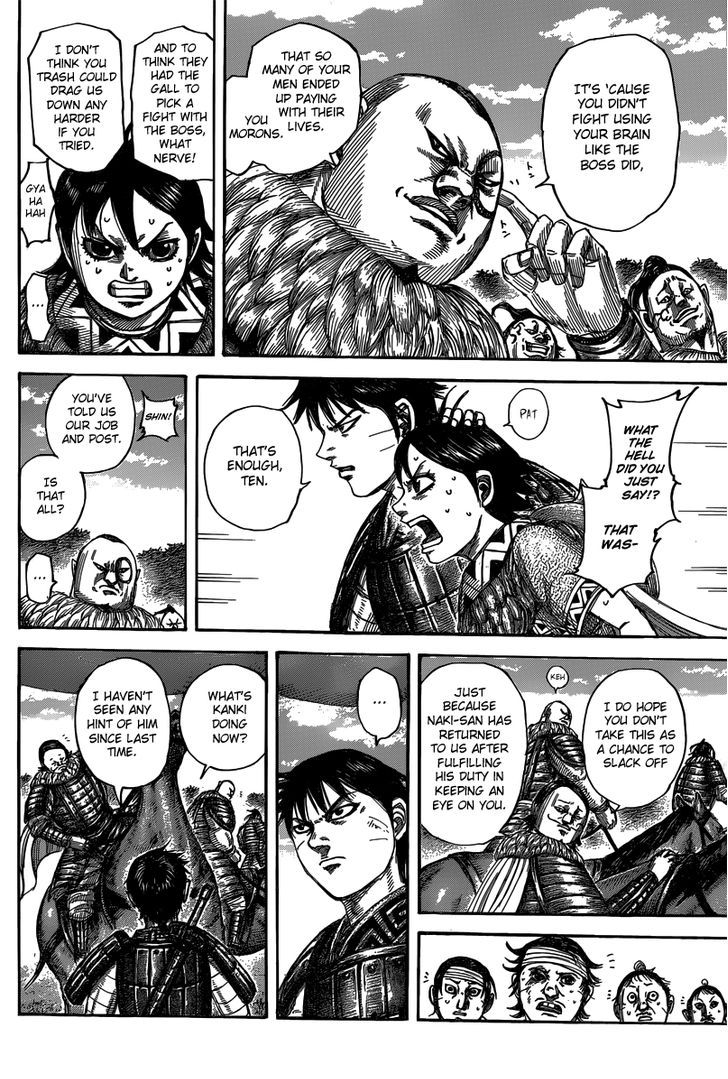 IT'S 'CAUSE
YOU DIDN'T
FIGHT USING
YOUR BRAIN
LIKE THE
BOSS DID,
THAT SO
MANY OF YOUR
MEN ENDED
UP PAYING
WITH THEIR
LIVES.
YOU
MORONS.
AND TO
THINK THEY
HAD THE
GALL TO
PICK A
FIGHT WITH
THE BOSS,
WHAT
NERVE!
I DON'T
THINK YOU
TRASH COULD
DRAG US
DOWN ANY
HARDER
IF YOU
TRIED.
GYA
HA
HAH
...
WHAT
THE
HELL
DID YOU
JUST
SAY!?
THAT
WAS-
PAT
THAT'S
ENOUGH,
TEN.
SHIN!
YOU'VE
TOLD US
OUR JOB
AND POST.
IS
THAT
ALL?
...
I DO HOPE
YOU DON'T
TAKE THIS AS
A CHANCE TO
SLACK OFF
KEH
JUST
BECAUSE
NAKI-SAN HAS
RETURNED
TO US AFTER
FULFILLING
HIS DUTY IN
KEEPING AN
EYE ON YOU.
...
WHAT'S
KANKI
DOING
NOW?
I HAVEN'T
SEEN ANY
HINT OF HIM
SINCE LAST
TIME.